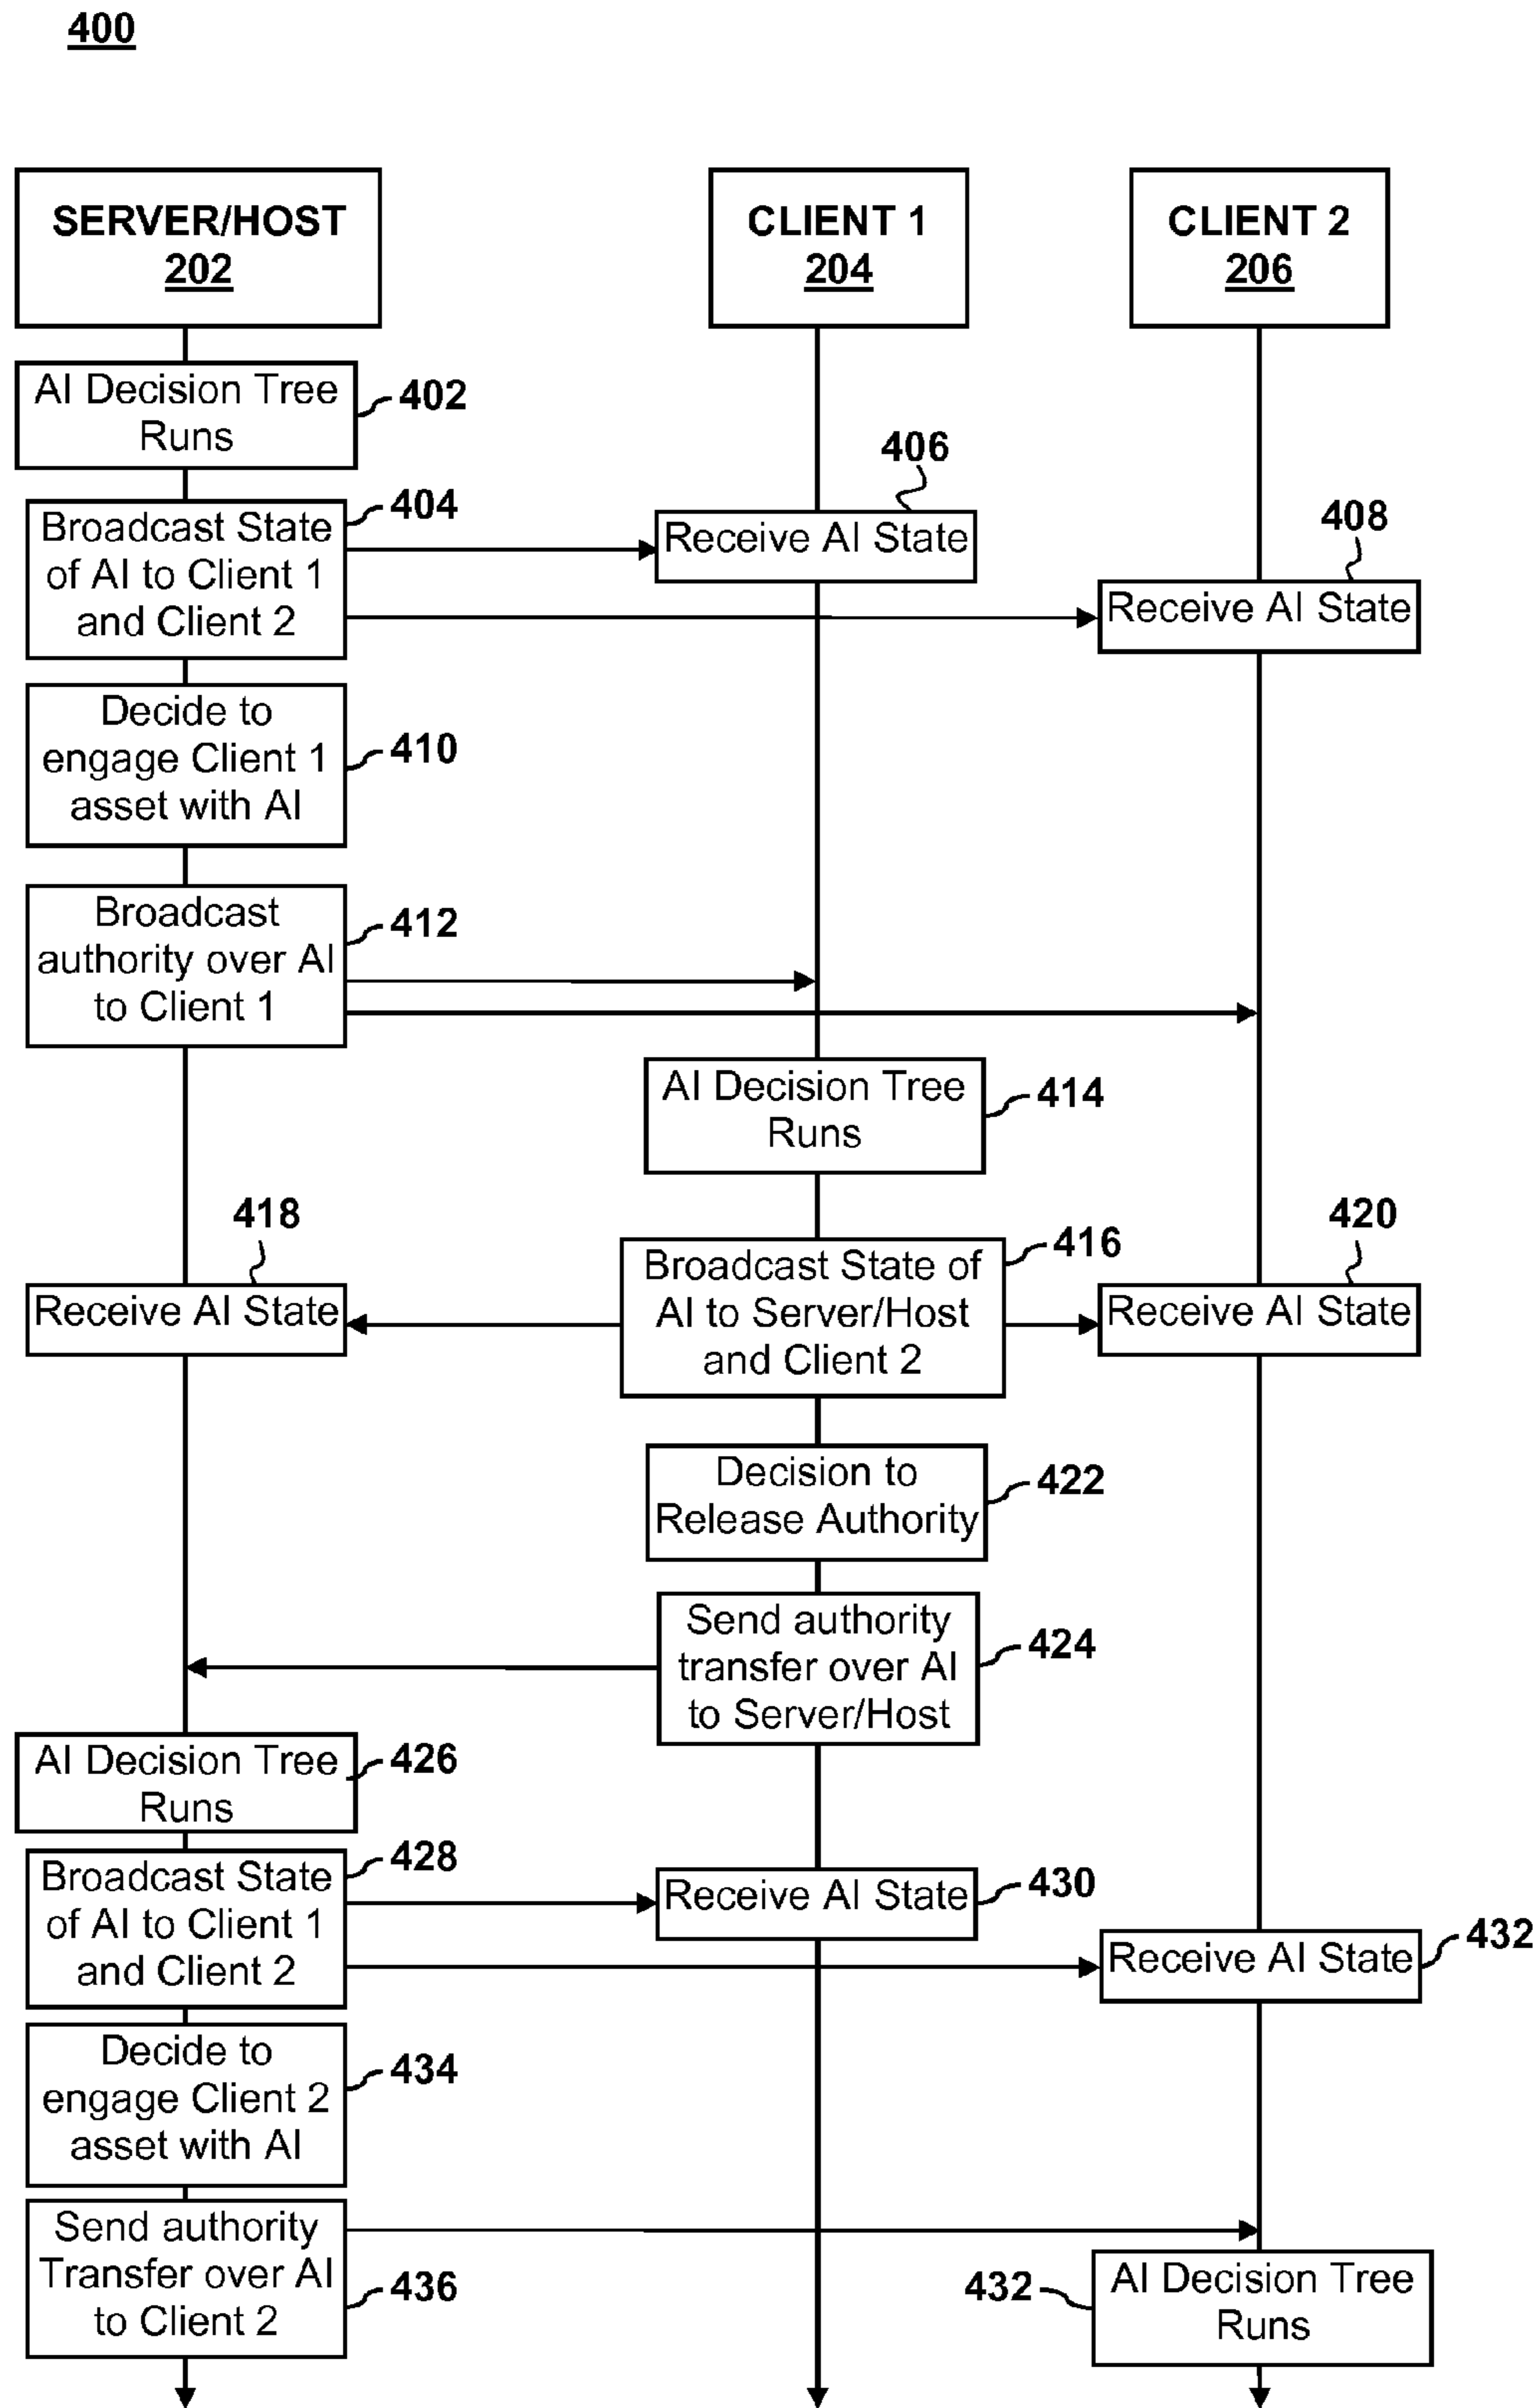 400
SERVER/HOST
202
CLIENT 1
204
CLIENT 2
206
AI Decision Tree
Runs
402
406
404
Broadcast State
of AI to Client 1
and Client 2
Receive AI State
408
Receive AI State
Decide to
engage Client 1
asset with AI
410
Broadcast
authority over AI
to Client 1
412
AI Decision Tree
Runs
414
418
Receive AI State
Broadcast State of
AI to Server/Host
and Client 2
416
420
Receive AI State
Decision to
Release Authority
422
Send authority
transfer over AI
to Server/Host
424
AI Decision Tree
Runs
426
Broadcast State
of AI to Client 1
and Client 2
428
Receive AI State
430
Receive AI State
432
Decide to
engage Client 2
asset with AI
434
Send authority
Transfer over AI
to Client 2
436
432
AI Decision Tree
Runs